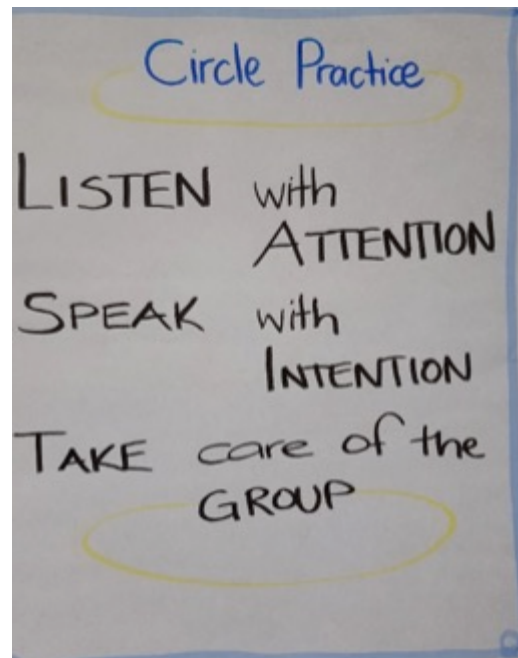 Circle Practice
LISTEN with
ATTENTION
SPEAK with
INTENTION
TAKE care of the
GROUP